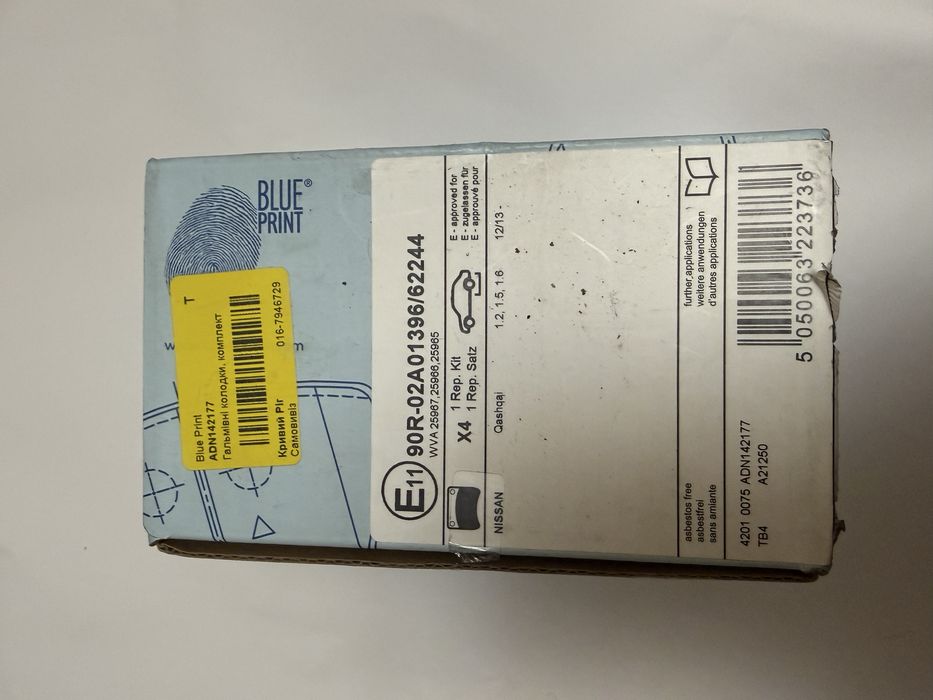 BLUE®
PRINT
w
m
T
Blue Print
ADN142177
Гальмівні колодки, комплект
016-7946729
Кривий Ріг
Самовивіз
E11 90R-02A01396/62244
WVA 25967,25966,25965
X4
1 Rep. Kit
1 Rep. Satz
E - approved for
E - zugelassen für
E - approuvé pour
NISSAN Qashqai 1.2, 1.5, 1.6 12/13-
asbestos free
asbestfrei
sans amiante
further applications
weitere anwendungen
d'autres applications
4201 0075 ADN142177
TB4 A21250
5 050063 223736